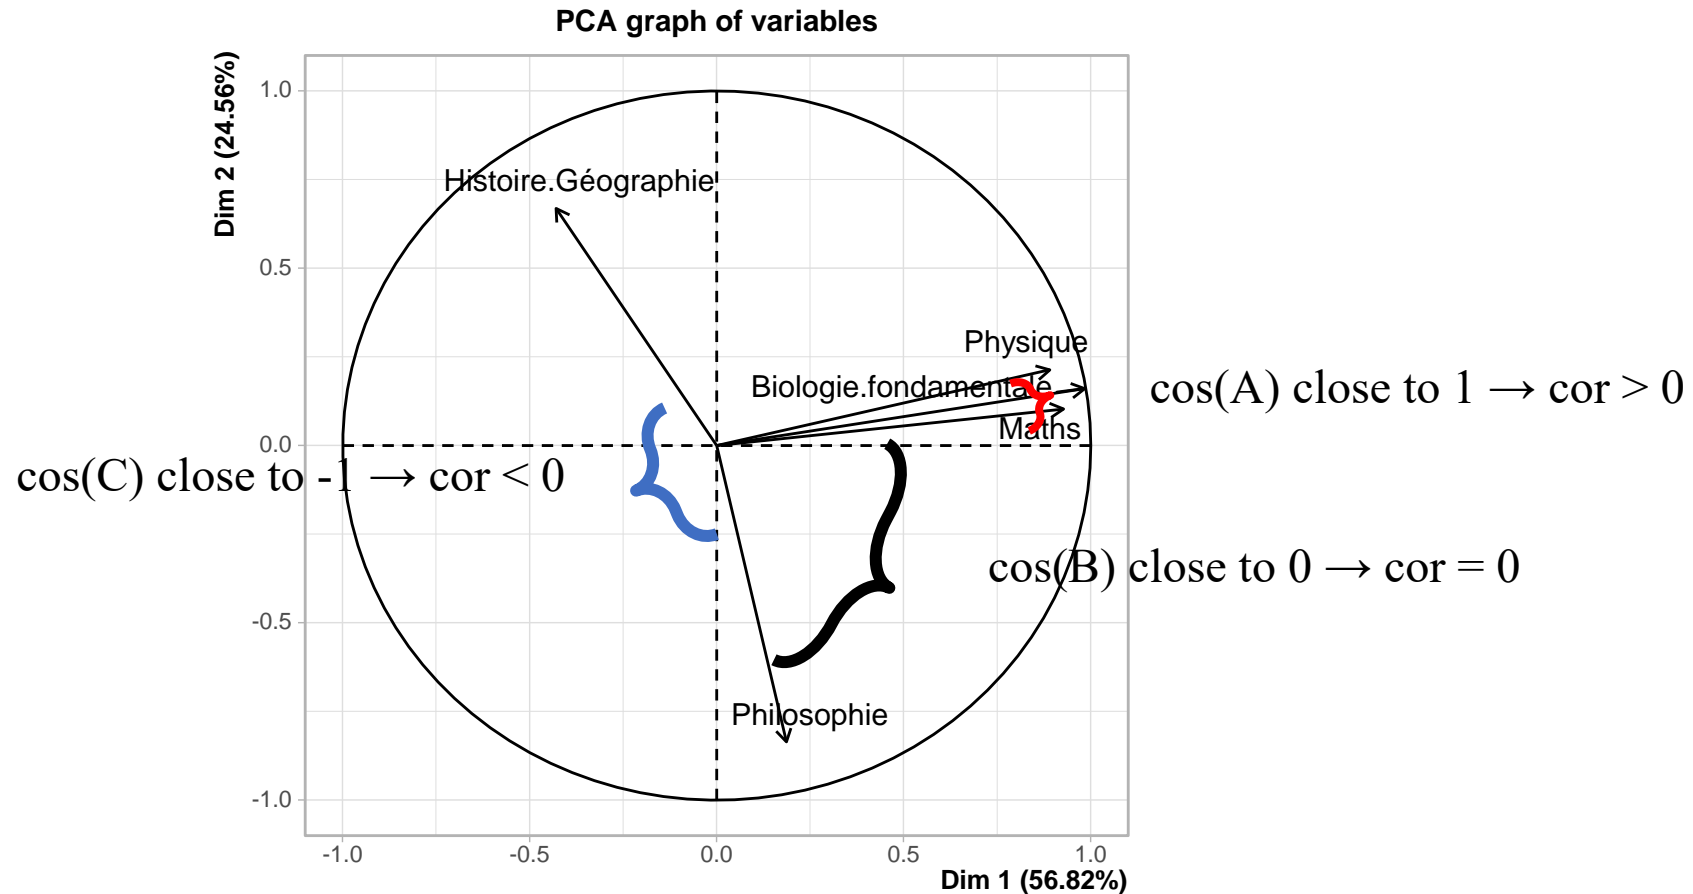 PCA graph of variables
Dim 2 (24.56%)
1.0
0.5
0.0
-0.5
-1.0
Histoire.Géographie
Physique
Biologie.fondamentale
Maths
Philosophie
cos(A) close to 1 → cor > 0
cos(C) close to -1 → cor < 0
cos(B) close to 0 → cor = 0
-1.0
-0.5
0.0
0.5
1.0
Dim 1 (56.82%)